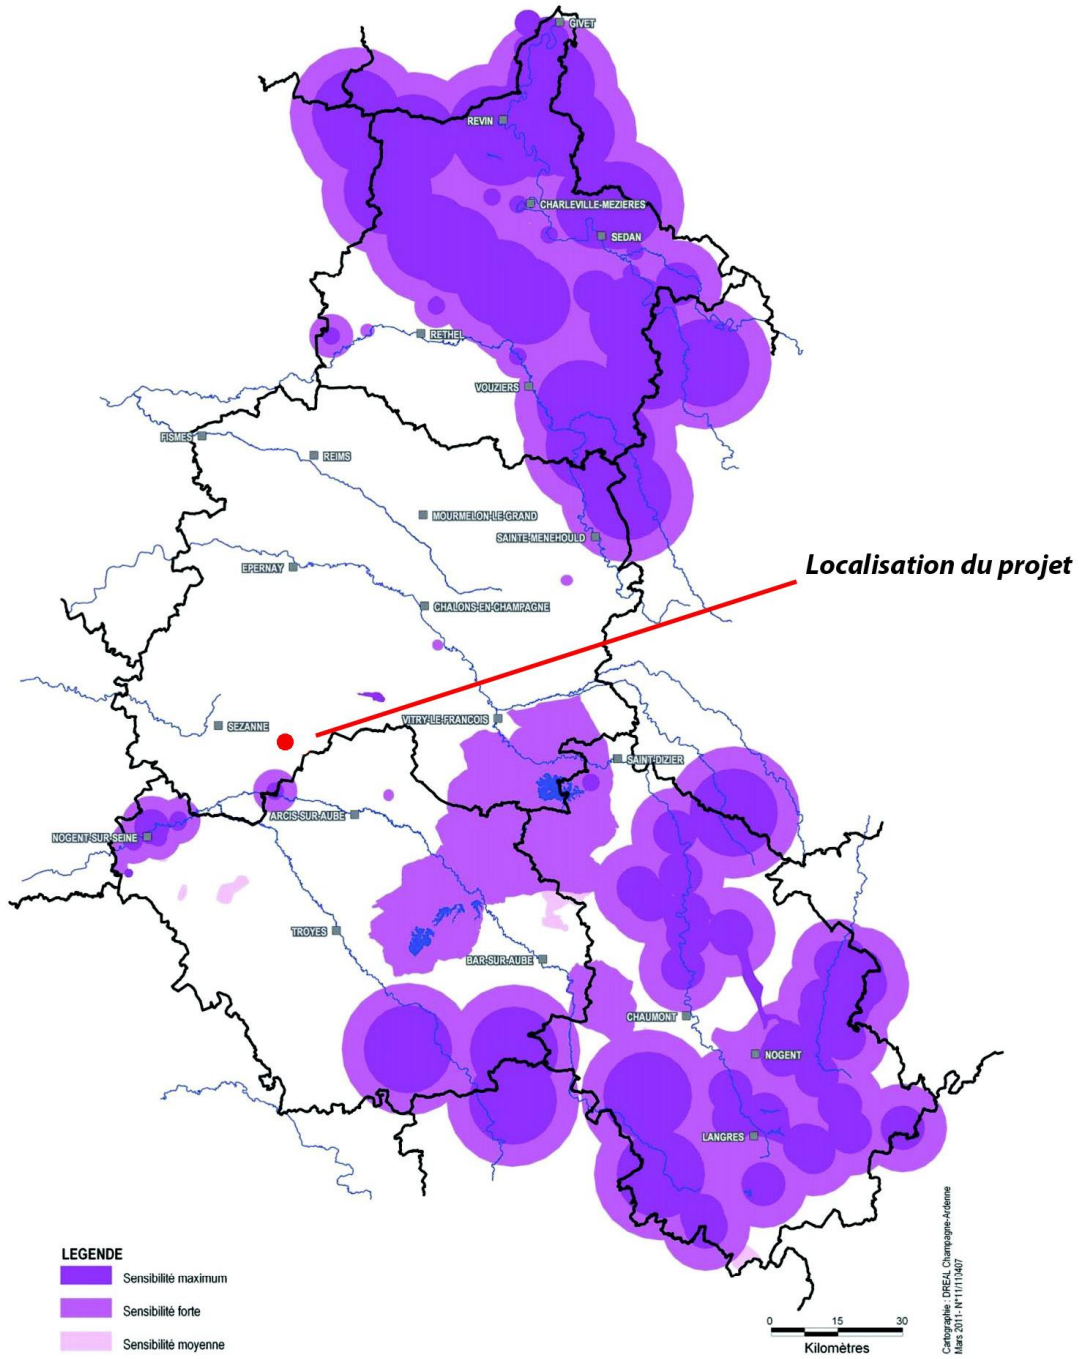 GIVET
REVIN
CHARLEVILLE-MEZIERES
SEDAN
RETHEL
VOUZIERS
FISMES
REIMS
MOURMELON-LE-GRAND
SAINTE-MENEHOULD
Localisation du projet
EPERNAY
CHALONS-EN-CHAMPAGNE
SEZANNE
VITRY-LE-FRANCOIS
SAINT-DIZIER
ARCIS-SUR-AUBE
NOGENT-SUR-SEINE
TROYES
BAR-SUR-AUBE
CHAUMONT
NOGENT
LANGRES
LEGENDE
Sensibilité maximum
Sensibilité forte
Sensibilité moyenne
0 15 30
Kilomètres
Cartographie : DREAL Champagne-Ardenne
Mars 2011- N°11/110407